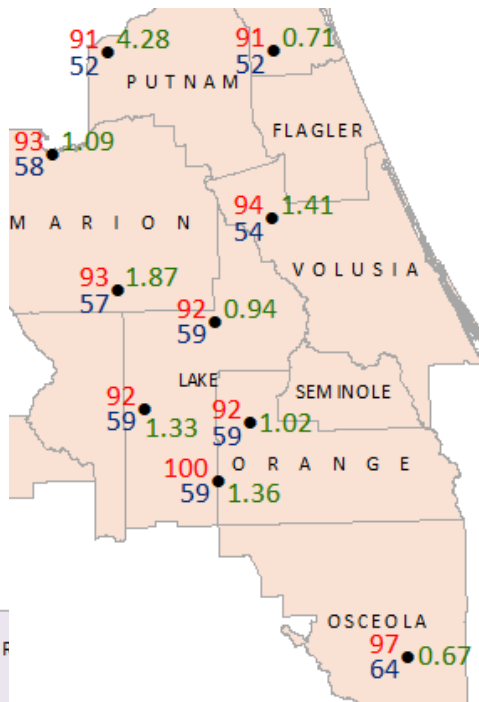 91 4.28
52
91 0.71
52
PUTNAM
FLAGLER
93 1.09
58
MARION
94 1.41
54
VOLUSIA
93 1.87
57
92 0.94
59
LAKE
SEMINOLE
92
59 1.33
92
59 1.02
ORANGE
100
59 1.36
OSCEOLA
97
64 0.67
R